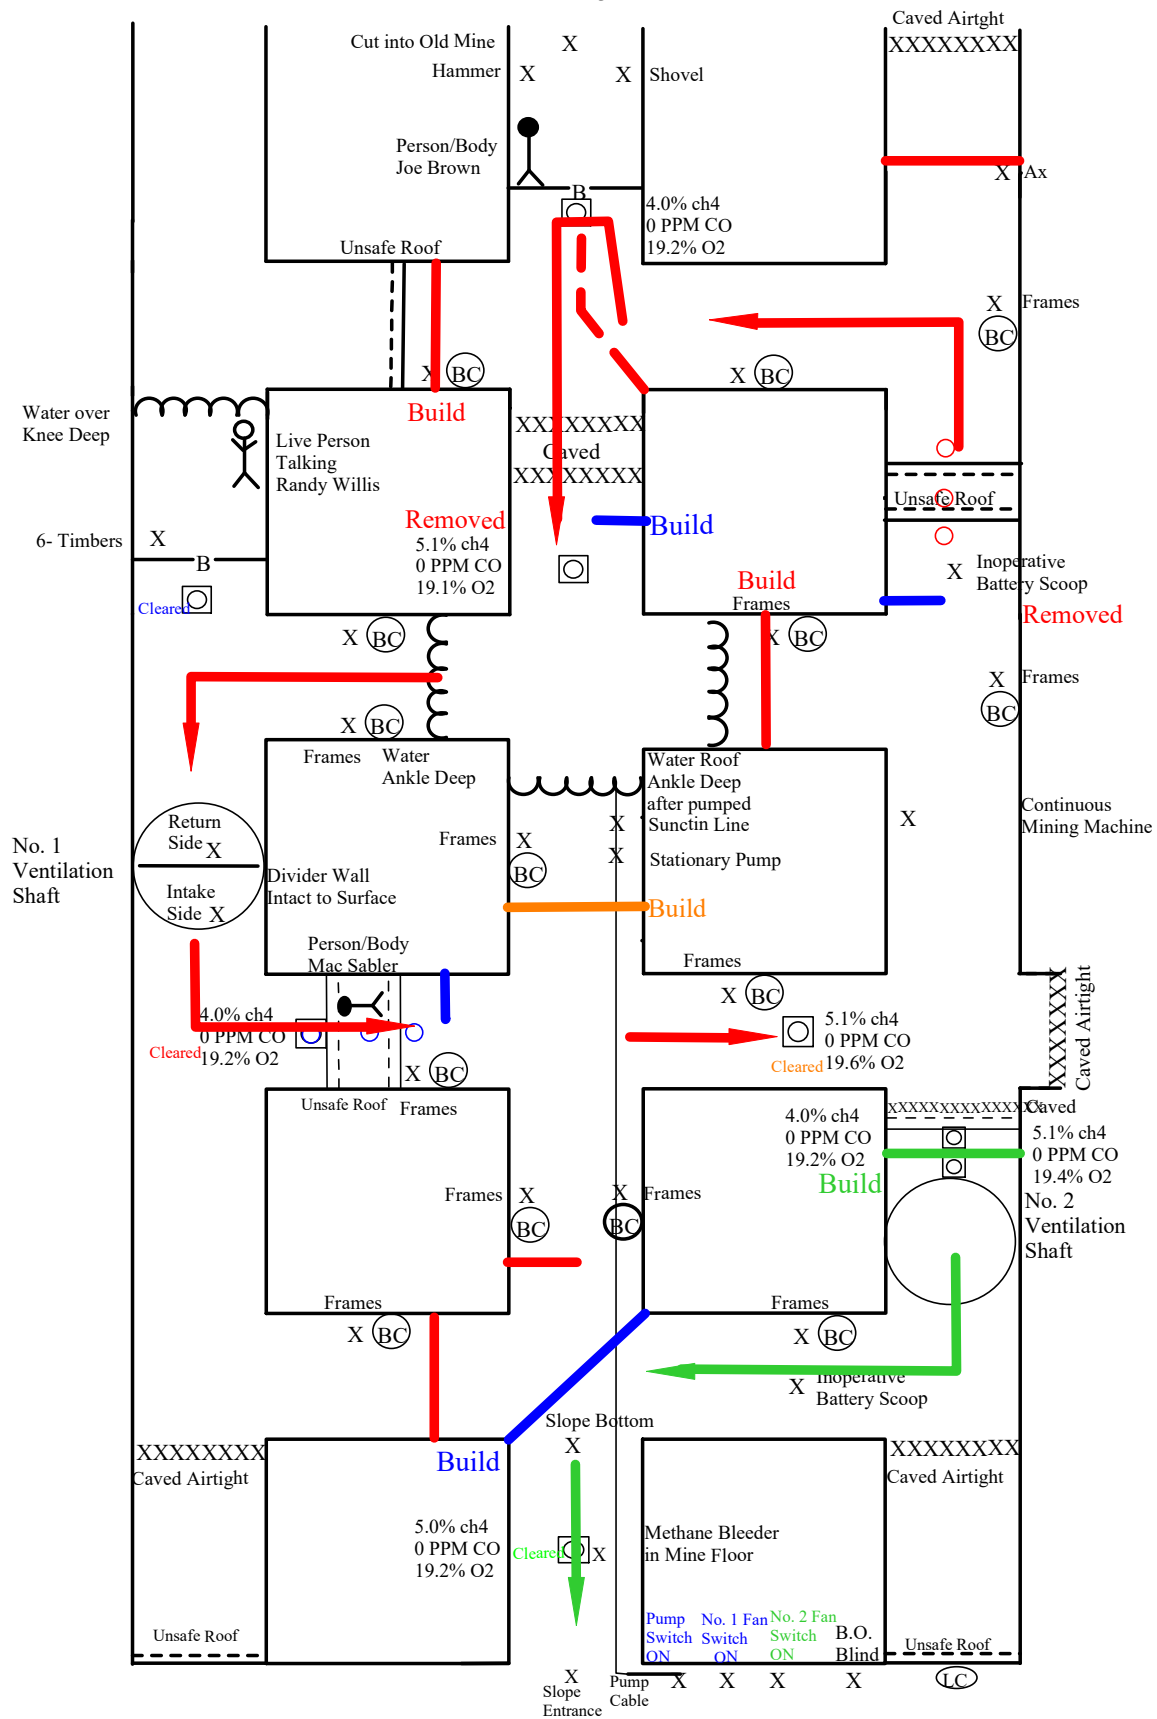 Caved Airtght
XXXXXXXX
Cut into Old Mine
X
Hammer
X
X
Shovel
Person/Body
Joe Brown
X
Ax
B
4.0% ch4
0 PPM CO
19.2% O2
Unsafe Roof
X
Frames
BC
X
BC
X
BC
Build
Water over
Knee Deep
XXXXXXXX
Caved
XXXXXXXX
Live Person
Talking
Randy Willis
Unsafe Roof
Removed
Build
6- Timbers
X
B
5.1% ch4
0 PPM CO
19.1% O2
X
Inoperative
Battery Scoop
Build
Frames
Cleared
Removed
X
BC
X
BC
X
Frames
BC
X
BC
Frames
Water
Ankle Deep
Water Roof
Ankle Deep
after pumped
Sunctin Line
X
X
Continuous
Mining Machine
No. 1
Ventilation
Shaft
Return
Side
X
Frames
X
BC
X
Stationary Pump
Intake
Side
X
Divider Wall
Intact to Surface
Build
Person/Body
Mac Sabler
Frames
X
BC
XXXXXXXX
Caved Airtight
4.0% ch4
0 PPM CO
19.2% O2
Cleared
5.1% ch4
0 PPM CO
19.6% O2
Cleared
X
BC
Unsafe Roof
Frames
XXXXXXXXXXXXXX
Caved
4.0% ch4
0 PPM CO
19.2% O2
5.1% ch4
0 PPM CO
19.4% O2
Build
Frames
X
BC
X
Frames
BC
No. 2
Ventilation
Shaft
Frames
X
BC
Frames
X
BC
X
Inoperative
Battery Scoop
Slope Bottom
X
XXXXXXXX
Caved Airtight
Build
XXXXXXXX
Caved Airtight
5.0% ch4
0 PPM CO
19.2% O2
Cleared
X
Methane Bleeder
in Mine Floor
Unsafe Roof
Pump
Switch
ON
No. 1 Fan
Switch
ON
No. 2 Fan
Switch
ON
B.O.
Blind
Unsafe Roof
X
Slope
Entrance
Pump
Cable
X
X
X
X
LC